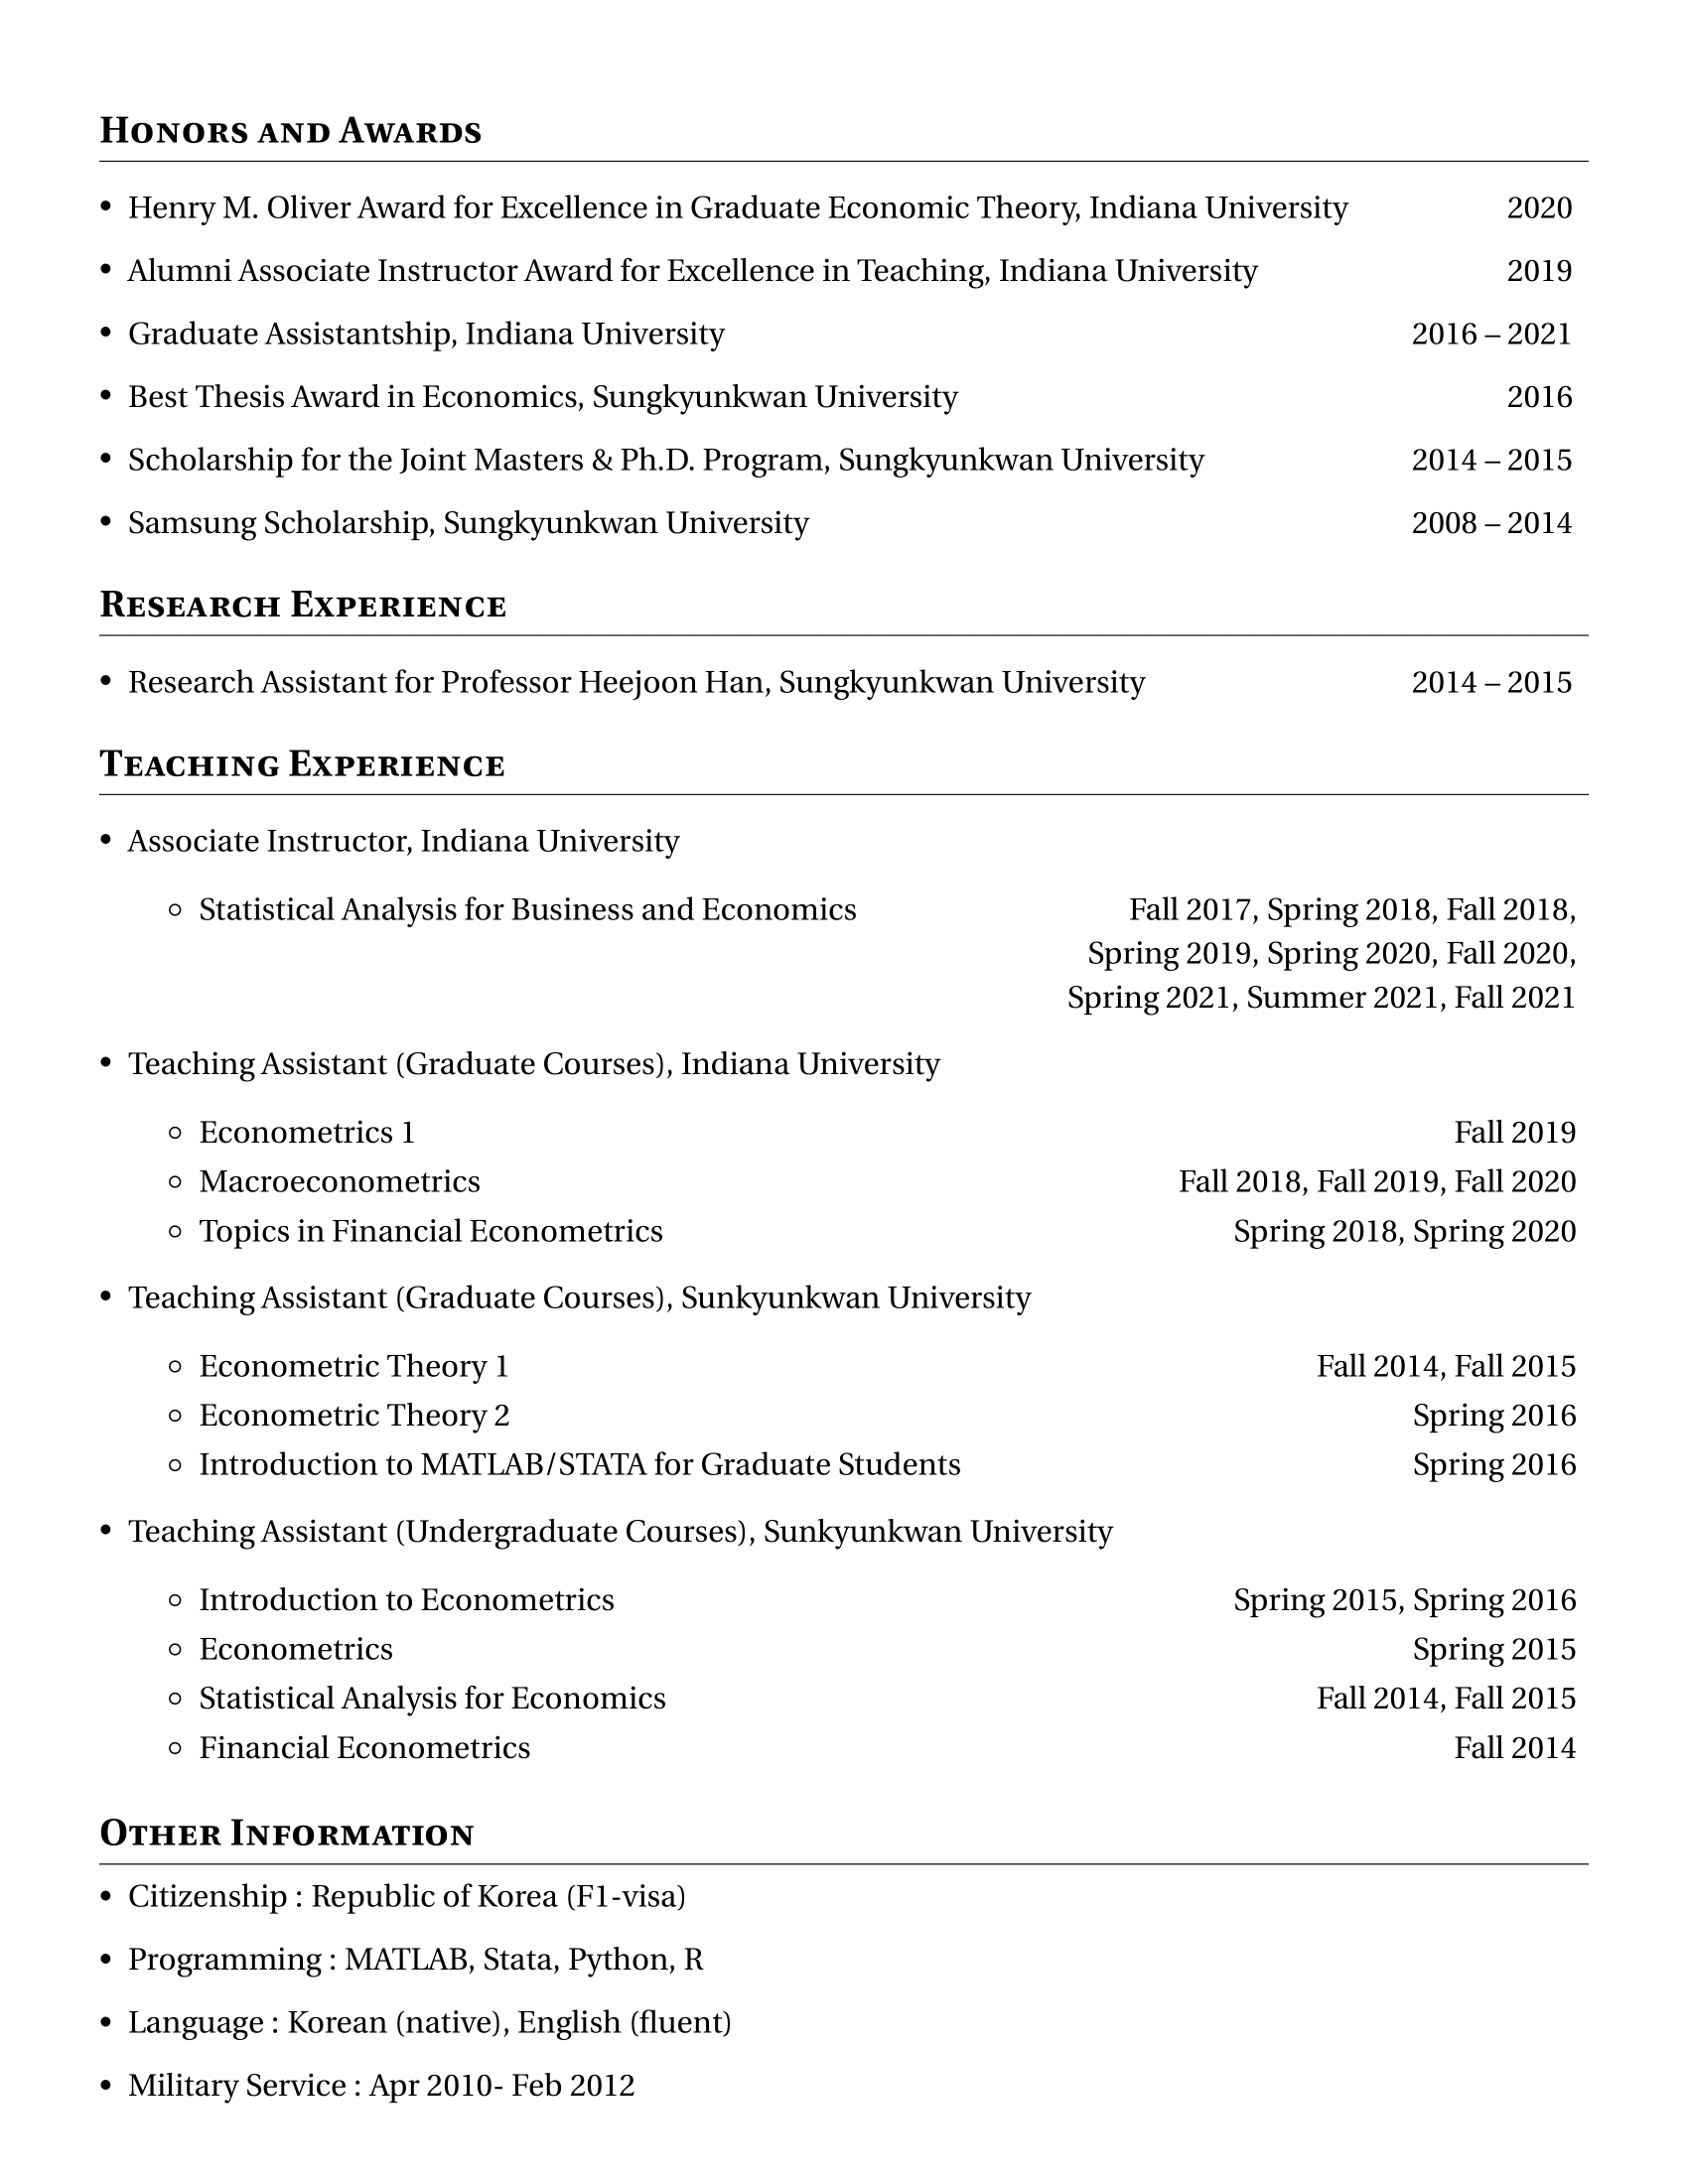 Honors and Awards
• Henry M. Oliver Award for Excellence in Graduate Economic Theory, Indiana University 2020
• Alumni Associate Instructor Award for Excellence in Teaching, Indiana University 2019
• Graduate Assistantship, Indiana University 2016 – 2021
• Best Thesis Award in Economics, Sungkyunkwan University 2016
• Scholarship for the Joint Masters & Ph.D. Program, Sungkyunkwan University 2014 – 2015
• Samsung Scholarship, Sungkyunkwan University 2008 – 2014
Research Experience
• Research Assistant for Professor Heejoon Han, Sungkyunkwan University 2014 – 2015
Teaching Experience
• Associate Instructor, Indiana University
◦ Statistical Analysis for Business and Economics Fall 2017, Spring 2018, Fall 2018,
Spring 2019, Spring 2020, Fall 2020,
Spring 2021, Summer 2021, Fall 2021
• Teaching Assistant (Graduate Courses), Indiana University
◦ Econometrics 1 Fall 2019
◦ Macroeconometrics Fall 2018, Fall 2019, Fall 2020
◦ Topics in Financial Econometrics Spring 2018, Spring 2020
• Teaching Assistant (Graduate Courses), Sunkyunkwan University
◦ Econometric Theory 1 Fall 2014, Fall 2015
◦ Econometric Theory 2 Spring 2016
◦ Introduction to MATLAB/STATA for Graduate Students Spring 2016
• Teaching Assistant (Undergraduate Courses), Sunkyunkwan University
◦ Introduction to Econometrics Spring 2015, Spring 2016
◦ Econometrics Spring 2015
◦ Statistical Analysis for Economics Fall 2014, Fall 2015
◦ Financial Econometrics Fall 2014
Other Information
• Citizenship : Republic of Korea (F1-visa)
• Programming : MATLAB, Stata, Python, R
• Language : Korean (native), English (fluent)
• Military Service : Apr 2010- Feb 2012